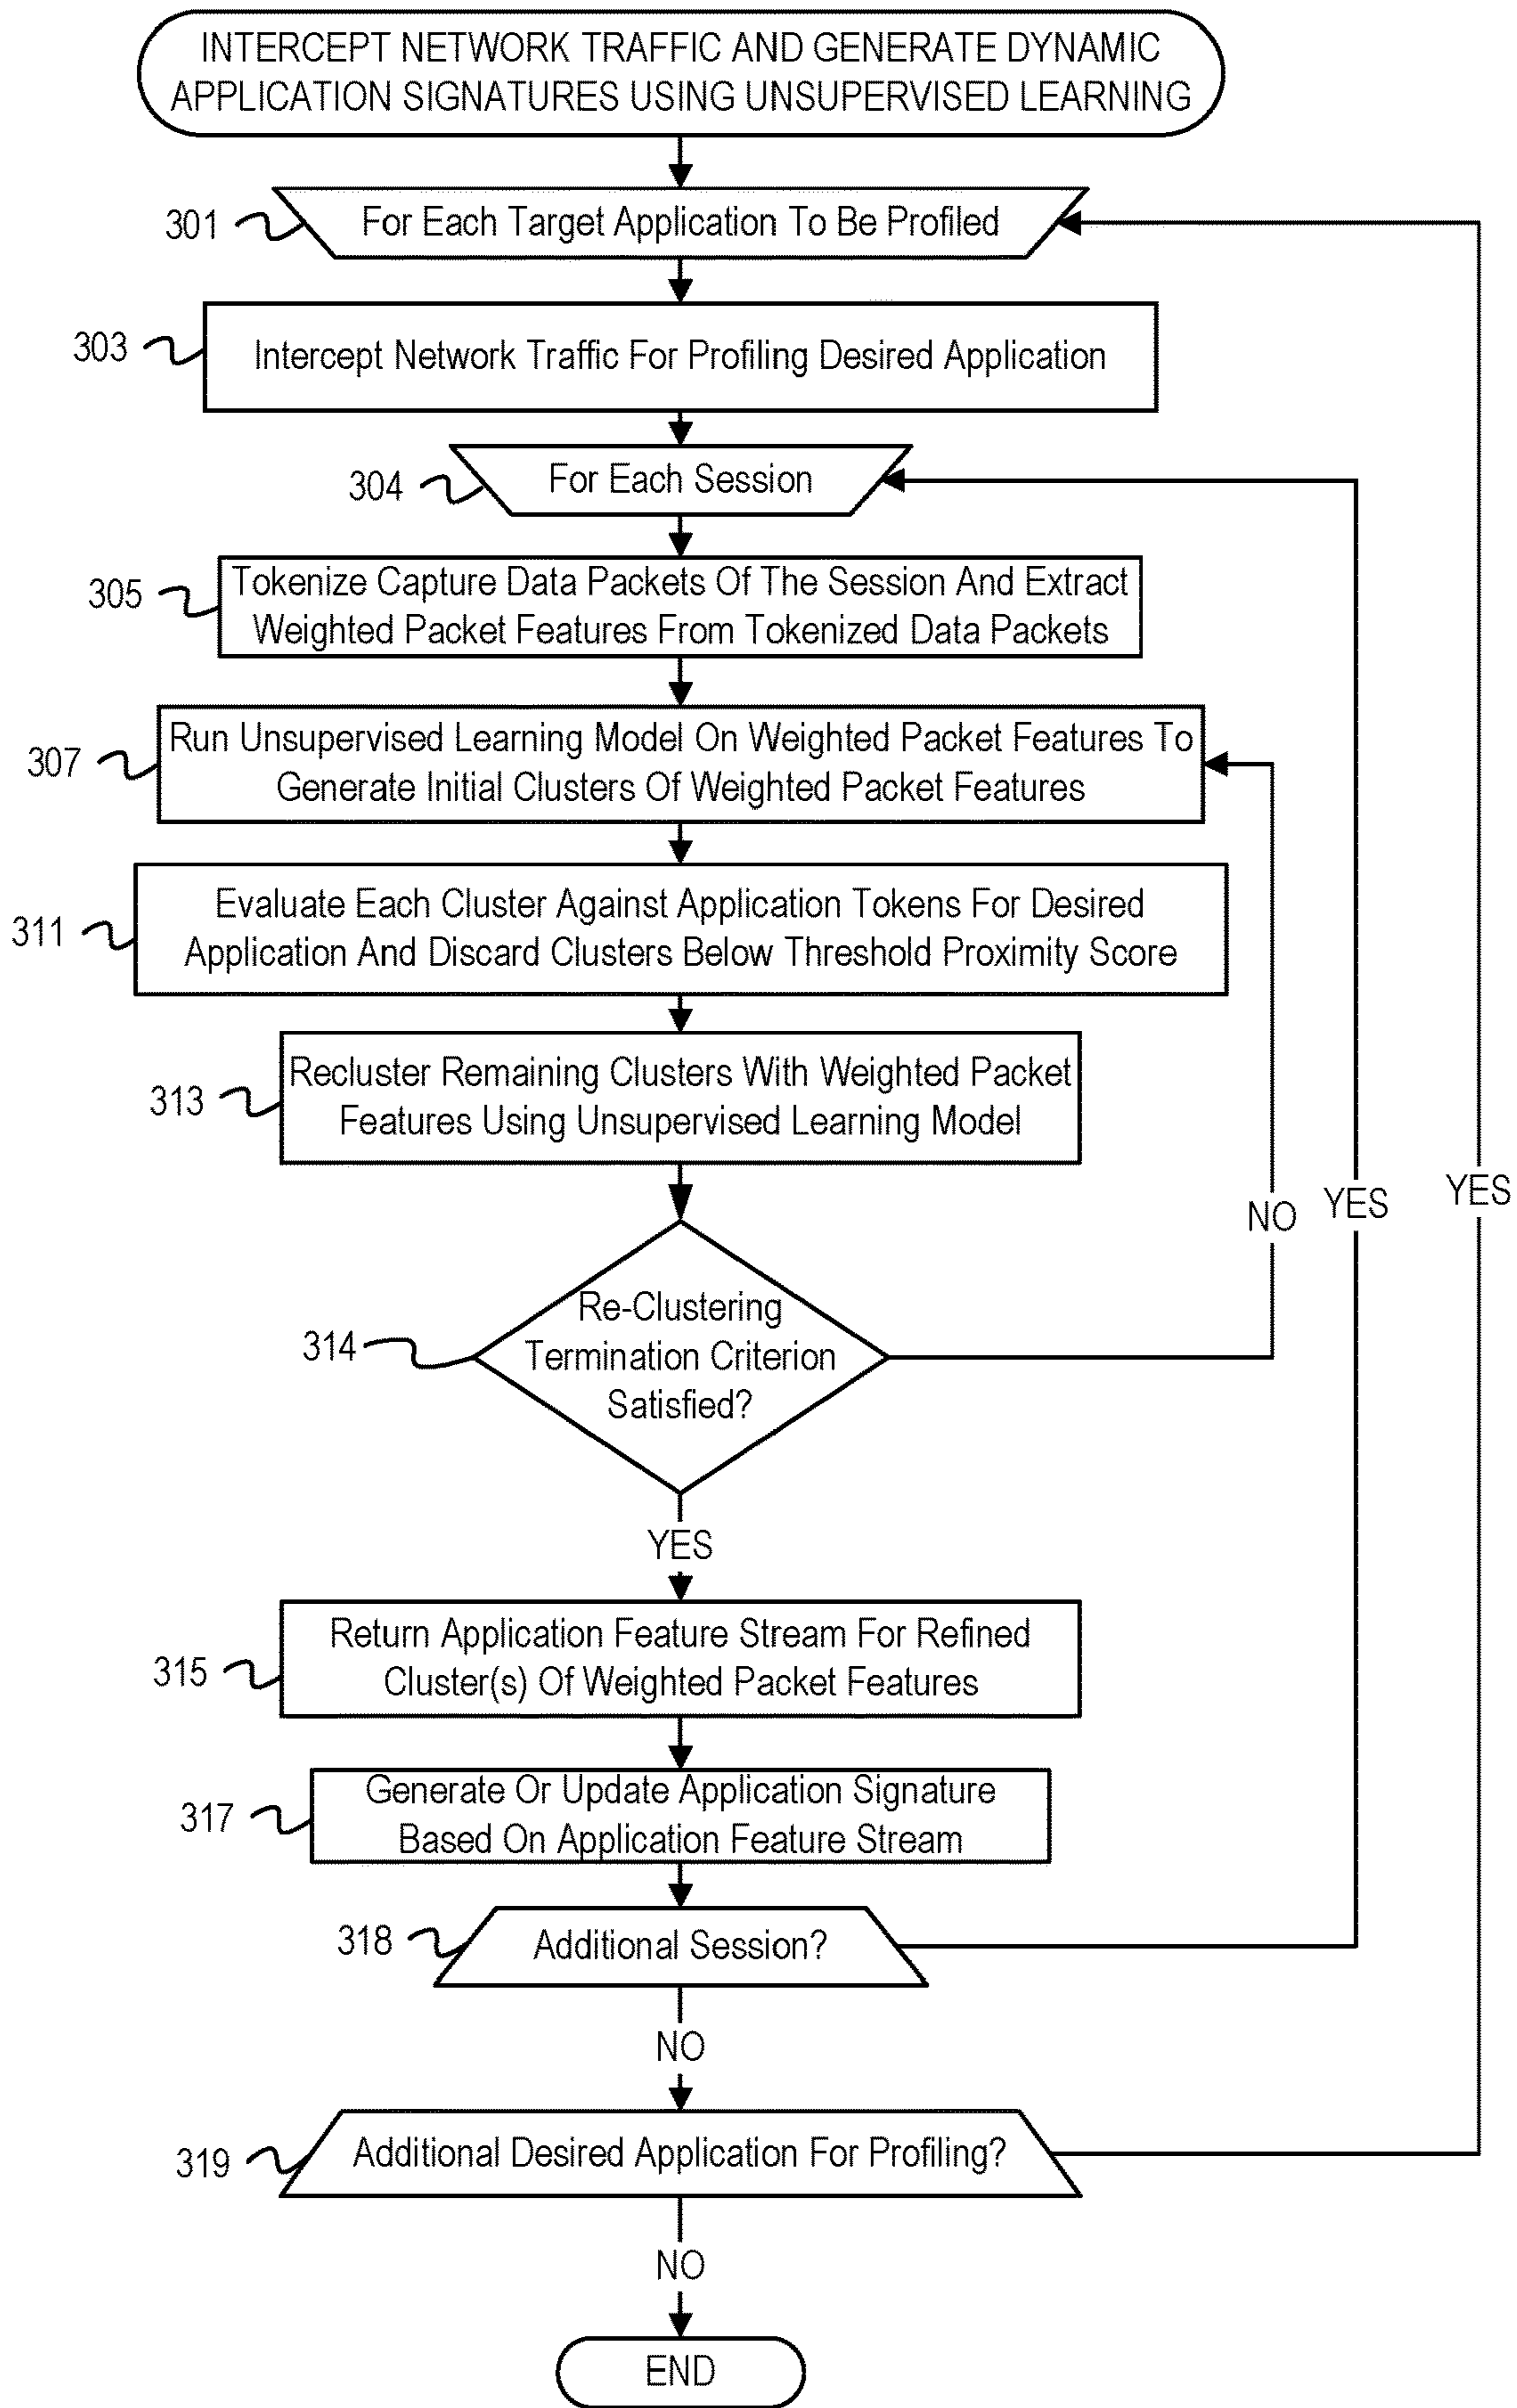 INTERCEPT NETWORK TRAFFIC AND GENERATE DYNAMIC
APPLICATION SIGNATURES USING UNSUPERVISED LEARNING
301
For Each Target Application To Be Profiled
303
Intercept Network Traffic For Profiling Desired Application
304
For Each Session
305
Tokenize Capture Data Packets Of The Session And Extract
Weighted Packet Features From Tokenized Data Packets
307
Run Unsupervised Learning Model On Weighted Packet Features To
Generate Initial Clusters Of Weighted Packet Features
311
Evaluate Each Cluster Against Application Tokens For Desired
Application And Discard Clusters Below Threshold Proximity Score
313
Recluster Remaining Clusters With Weighted Packet
Features Using Unsupervised Learning Model
NO
YES
YES
314
Re-Clustering
Termination Criterion
Satisfied?
YES
315
Return Application Feature Stream For Refined
Cluster(s) Of Weighted Packet Features
317
Generate Or Update Application Signature
Based On Application Feature Stream
318
Additional Session?
NO
319
Additional Desired Application For Profiling?
NO
END